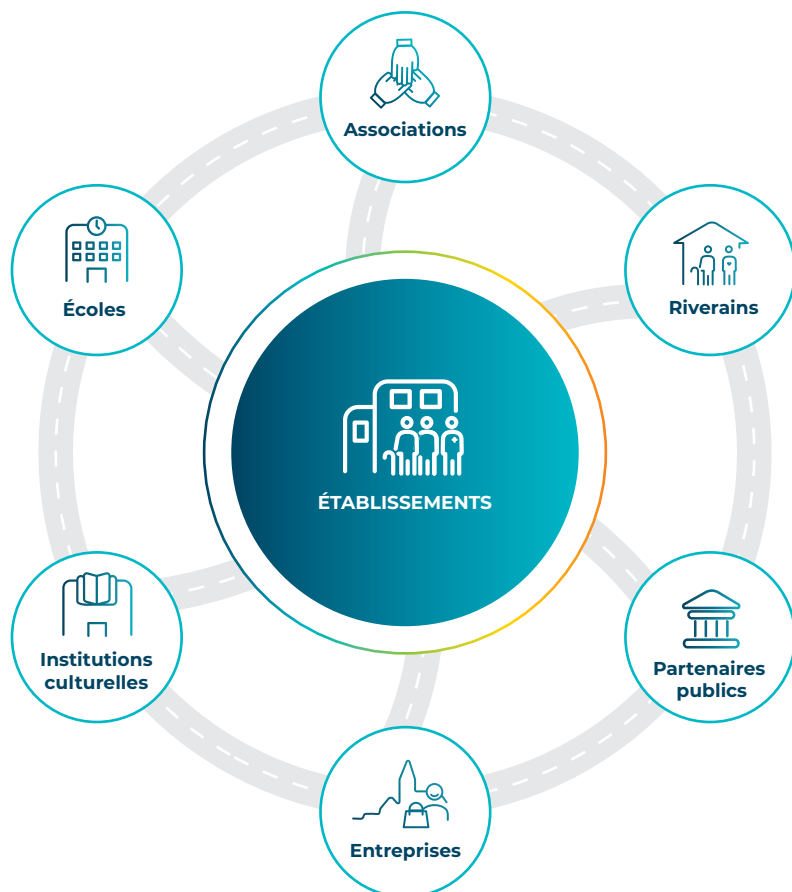 Associations
Écoles
Riverains
ÉTABLISSEMENTS
Institutions
culturelles
Partenaires
publics
Entreprises